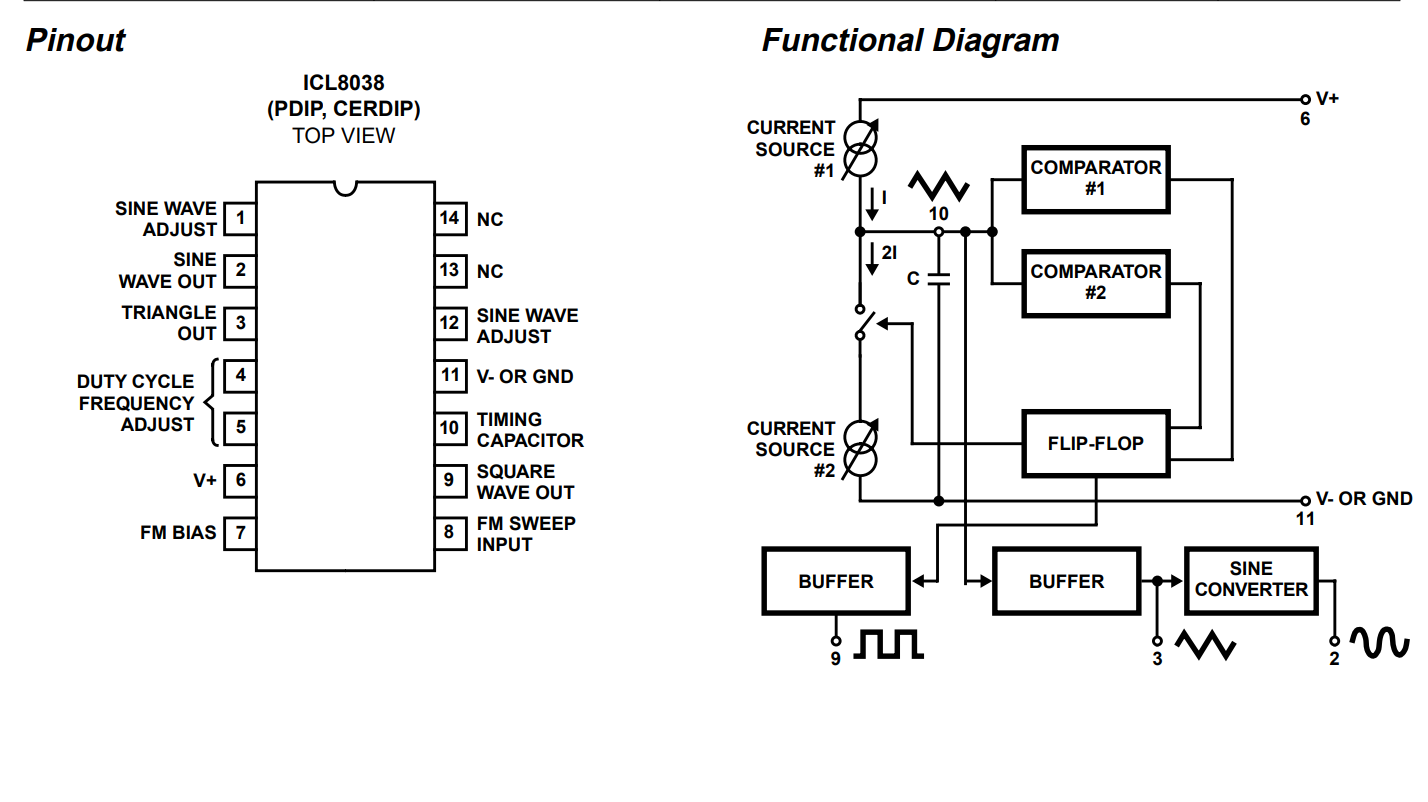 Pinout
ICL8038
(PDIP, CERDIP)
TOP VIEW
SINE WAVE
ADJUST
1
SINE
WAVE OUT
2
TRIANGLE
OUT
3
DUTY CYCLE
FREQUENCY
ADJUST
4
5
V+
6
FM BIAS
7
14
NC
13
NC
12
SINE WAVE
ADJUST
11
V- OR GND
10
TIMING
CAPACITOR
9
SQUARE
WAVE OUT
8
FM SWEEP
INPUT
Functional Diagram
V+
6
CURRENT
SOURCE
#1
I
10
2I
C
COMPARATOR
#1
COMPARATOR
#2
CURRENT
SOURCE
#2
FLIP-FLOP
V- OR GND
11
BUFFER
9
BUFFER
3
SINE
CONVERTER
2